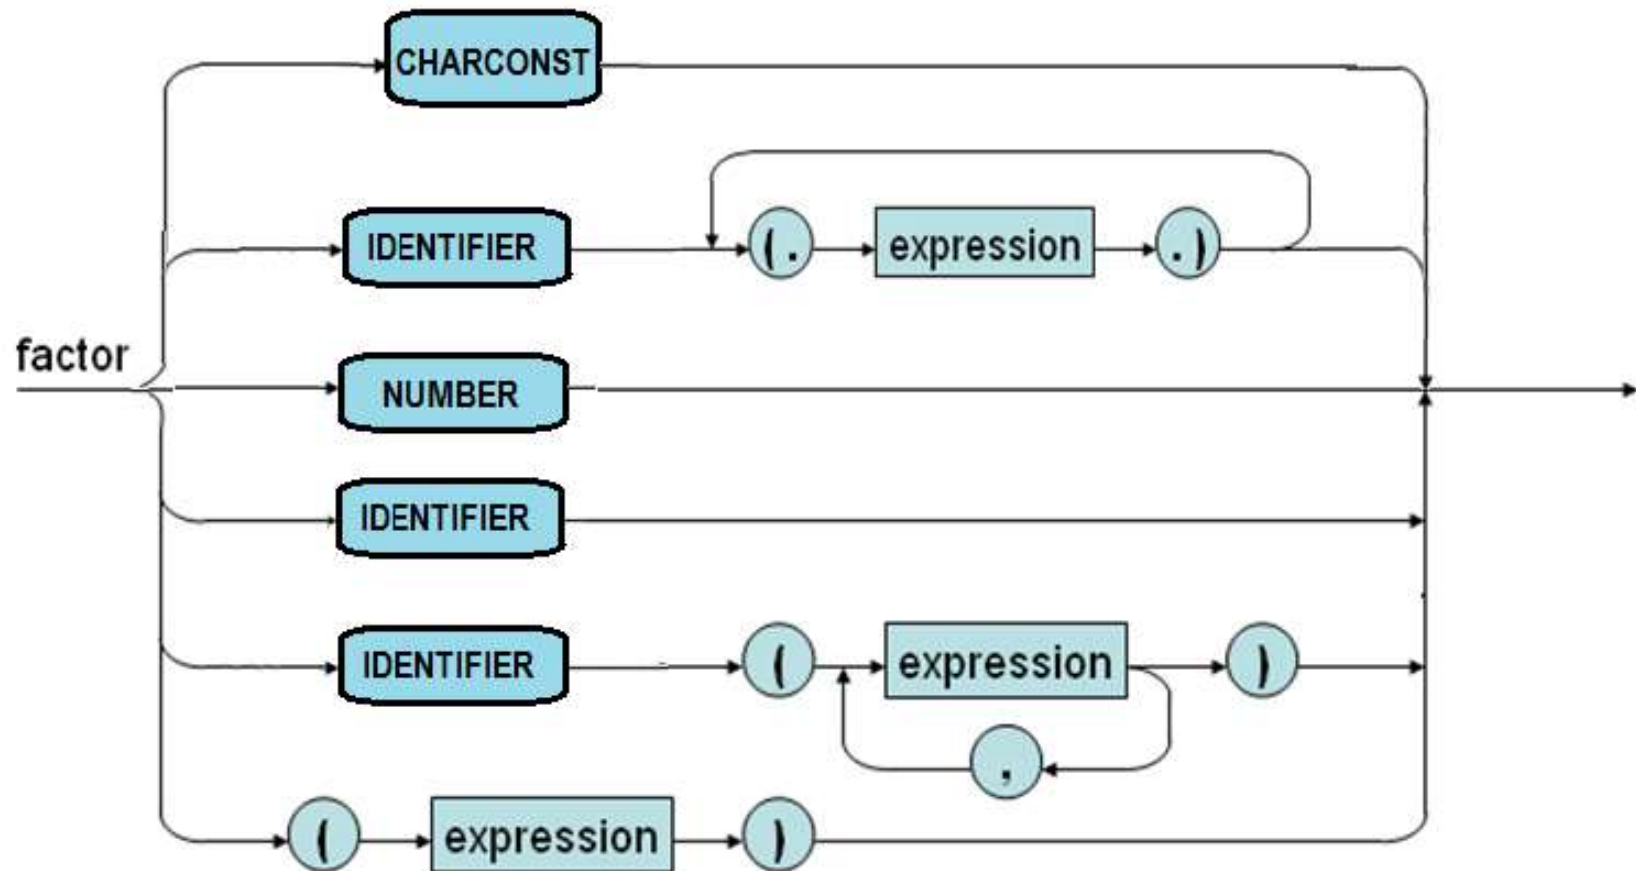 CHARCONST
IDENTIFIER (. expression .)
factor
NUMBER
IDENTIFIER
IDENTIFIER ( expression )
,
( expression )